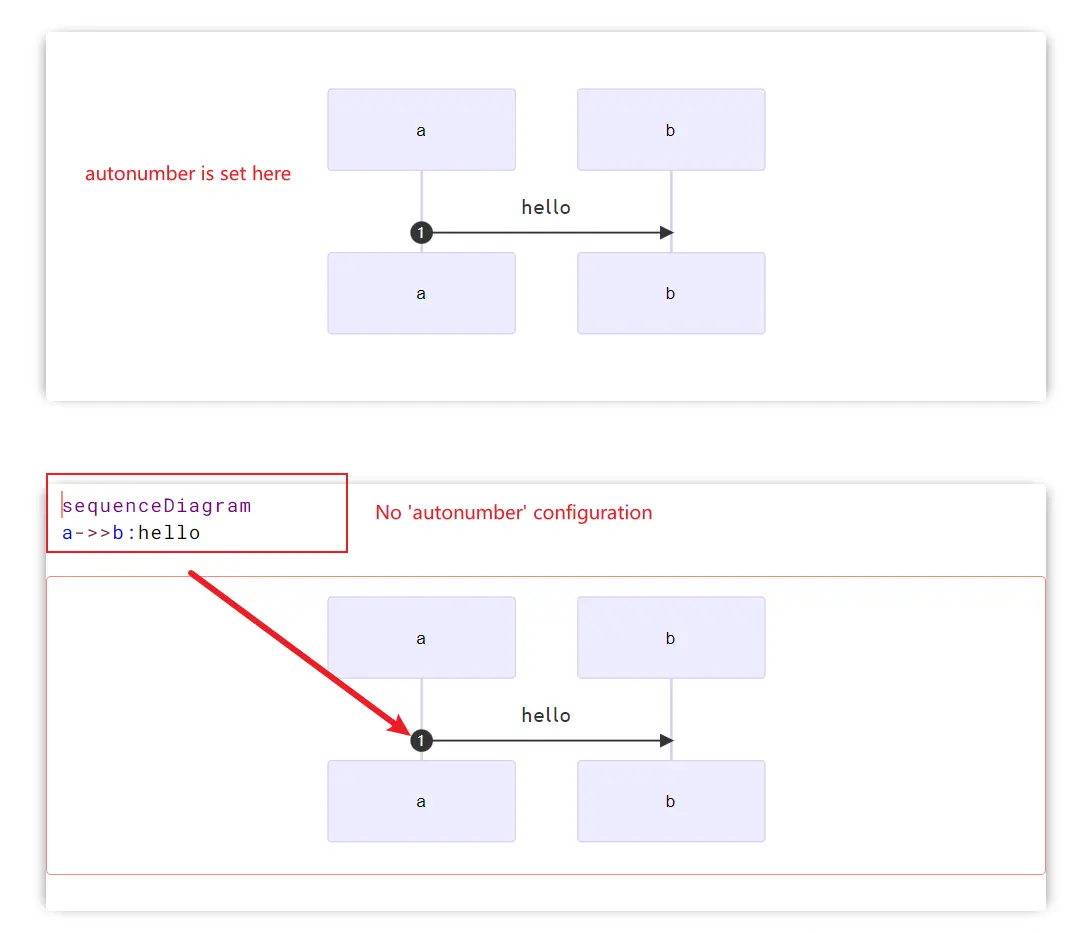 a
b
autonumber is set here
hello
1
a
b
sequenceDiagram
a->>b:hello
No 'autonumber' configuration
a
b
hello
1
a
b